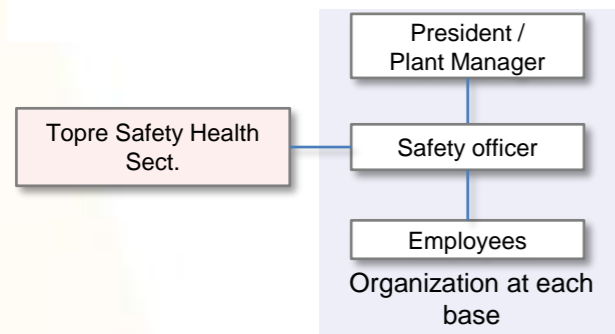 President /
Plant Manager
Topre Safety Health
Sect.
Safety officer
Employees
Organization at each
base